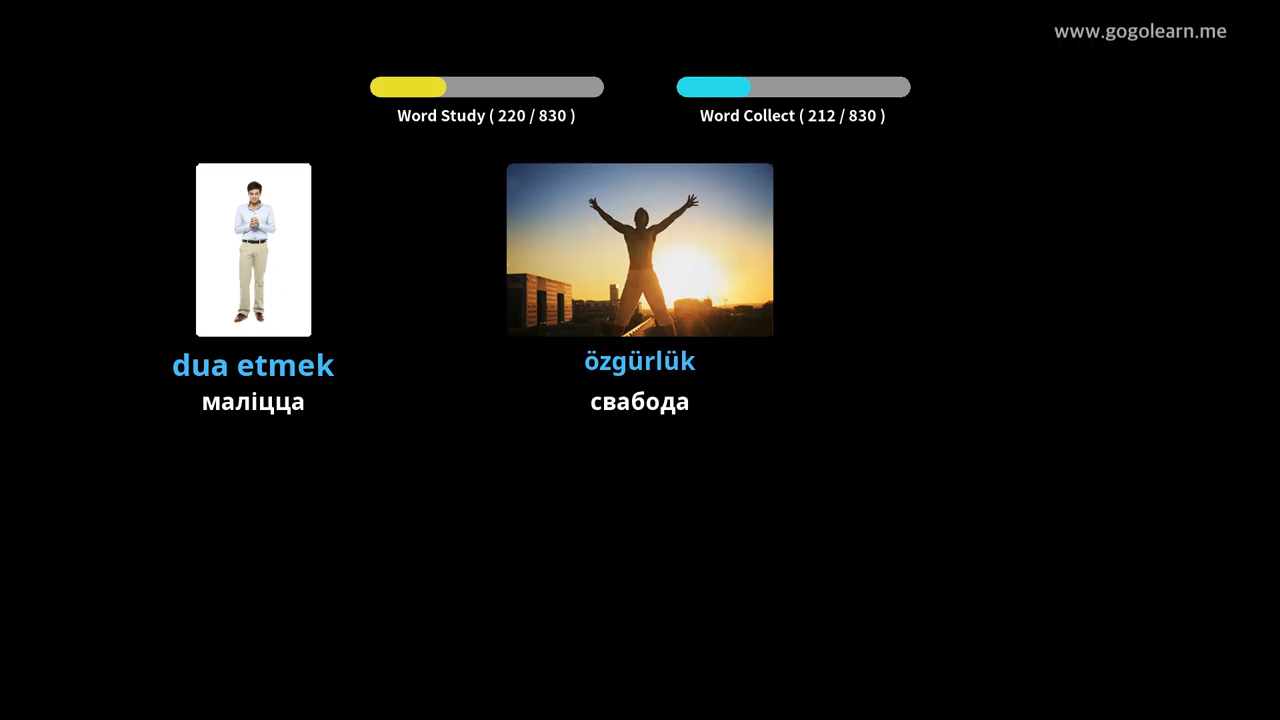 www.gogolearn.me
Word Study ( 220 / 830 )
Word Collect ( 212 / 830 )
dua etmek
маліцца
özgürlük
свабода